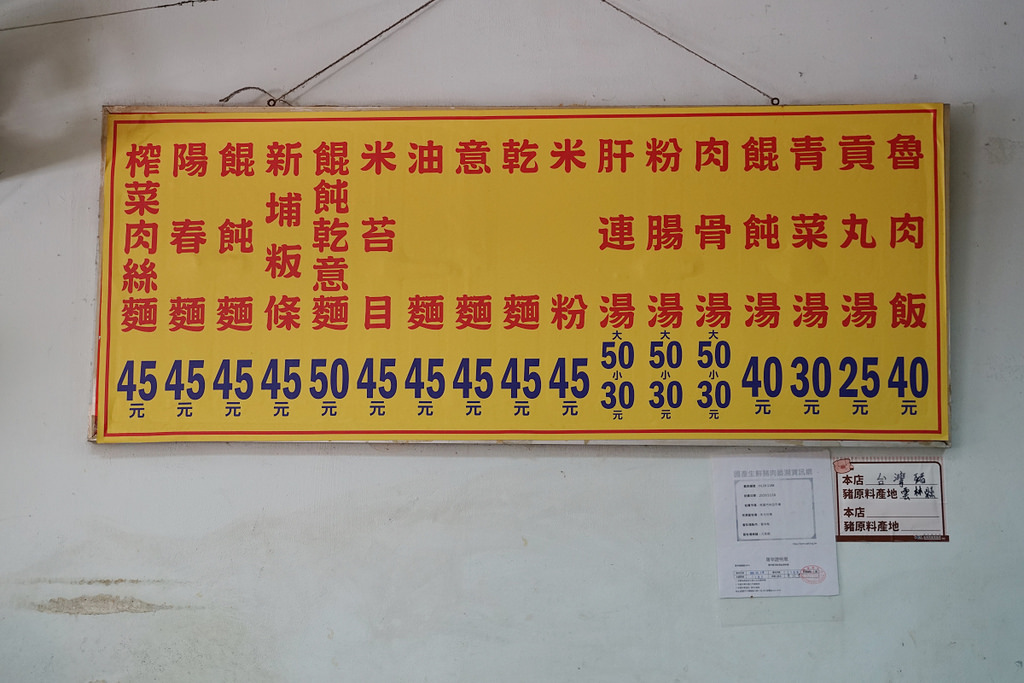 魯肉飯 40元
貢丸湯 25元
青菜湯 30元
餛飩湯 40元
肉骨湯 大50 小30元
粉腸湯 大50 小30元
肝連湯 大50 小30元
米粉 45元
乾麵 45元
意麵 45元
油麵 45元
米苔目 45元
餛飩乾意麵 50元
新埔粄條 45元
餛飩麵 45元
陽春麵 45元
榨菜肉絲麵 45元
本店 台灣豬
豬原料產地 雲林縣
本店
豬原料產地